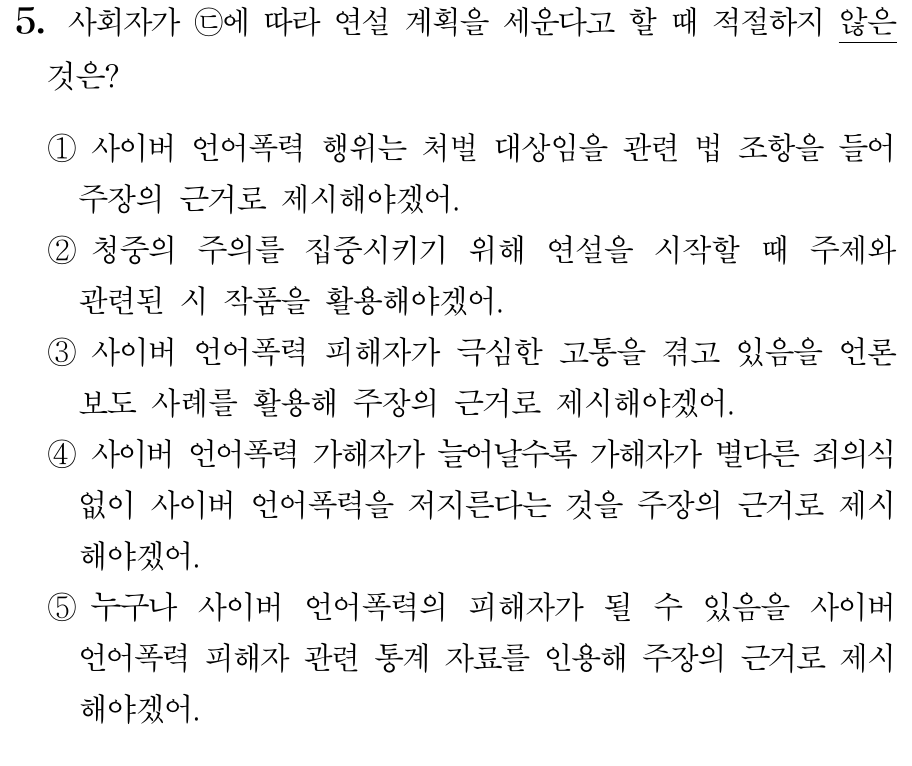 5. 사회자가 ㉢에 따라 연설 계획을 세운다고 할 때 적절하지 않은
것은?
① 사이버 언어폭력 행위는 처벌 대상임을 관련 법 조항을 들어
주장의 근거로 제시해야겠어.
② 청중의 주의를 집중시키기 위해 연설을 시작할 때 주제와
관련된 시 작품을 활용해야겠어.
③ 사이버 언어폭력 피해자가 극심한 고통을 겪고 있음을 언론
보도 사례를 활용해 주장의 근거로 제시해야겠어.
④ 사이버 언어폭력 가해자가 늘어날수록 가해자가 별다른 죄의식
없이 사이버 언어폭력을 저지른다는 것을 주장의 근거로 제시
해야겠어.
⑤ 누구나 사이버 언어폭력의 피해자가 될 수 있음을 사이버
언어폭력 피해자 관련 통계 자료를 인용해 주장의 근거로 제시
해야겠어.